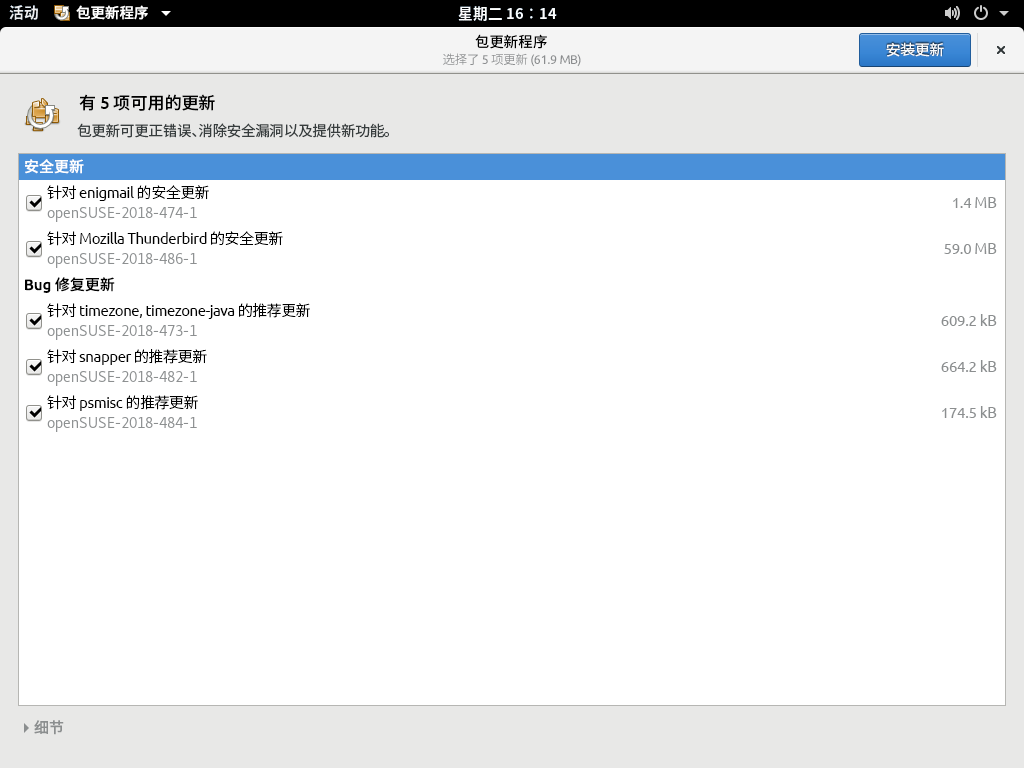 活动 包更新程序 星期二 16：14
包更新程序
选择了 5 项更新 (61.9 MB)
安装更新
有 5 项可用的更新
包更新可更正错误、消除安全漏洞以及提供新功能。
安全更新
针对 enigmail 的安全更新
openSUSE-2018-474-1
1.4 MB
针对 Mozilla Thunderbird 的安全更新
openSUSE-2018-486-1
59.0 MB
Bug 修复更新
针对 timezone, timezone-java 的推荐更新
openSUSE-2018-473-1
609.2 kB
针对 snapper 的推荐更新
openSUSE-2018-482-1
664.2 kB
针对 psmisc 的推荐更新
openSUSE-2018-484-1
174.5 kB
细节